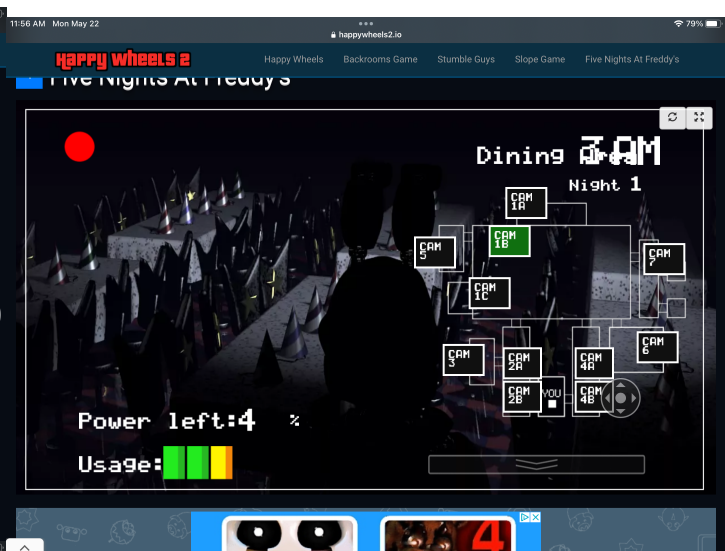 11:56 AM Mon May 22
79%
happywheels2.io
Happy Wheels 2
Happy Wheels
Backrooms Game
Stumble Guys
Slope Game
Five Nights At Freddy's
Five Nights At Freddy's
Dining Area
3 AM
Night 1
CAM 1A
CAM 1B
CAM 5
CAM 7
CAM 1C
CAM 3
CAM 2A
CAM 4A
CAM 6
CAM 2B
YOU
CAM 4B
Power left:4 %
Usage:
4